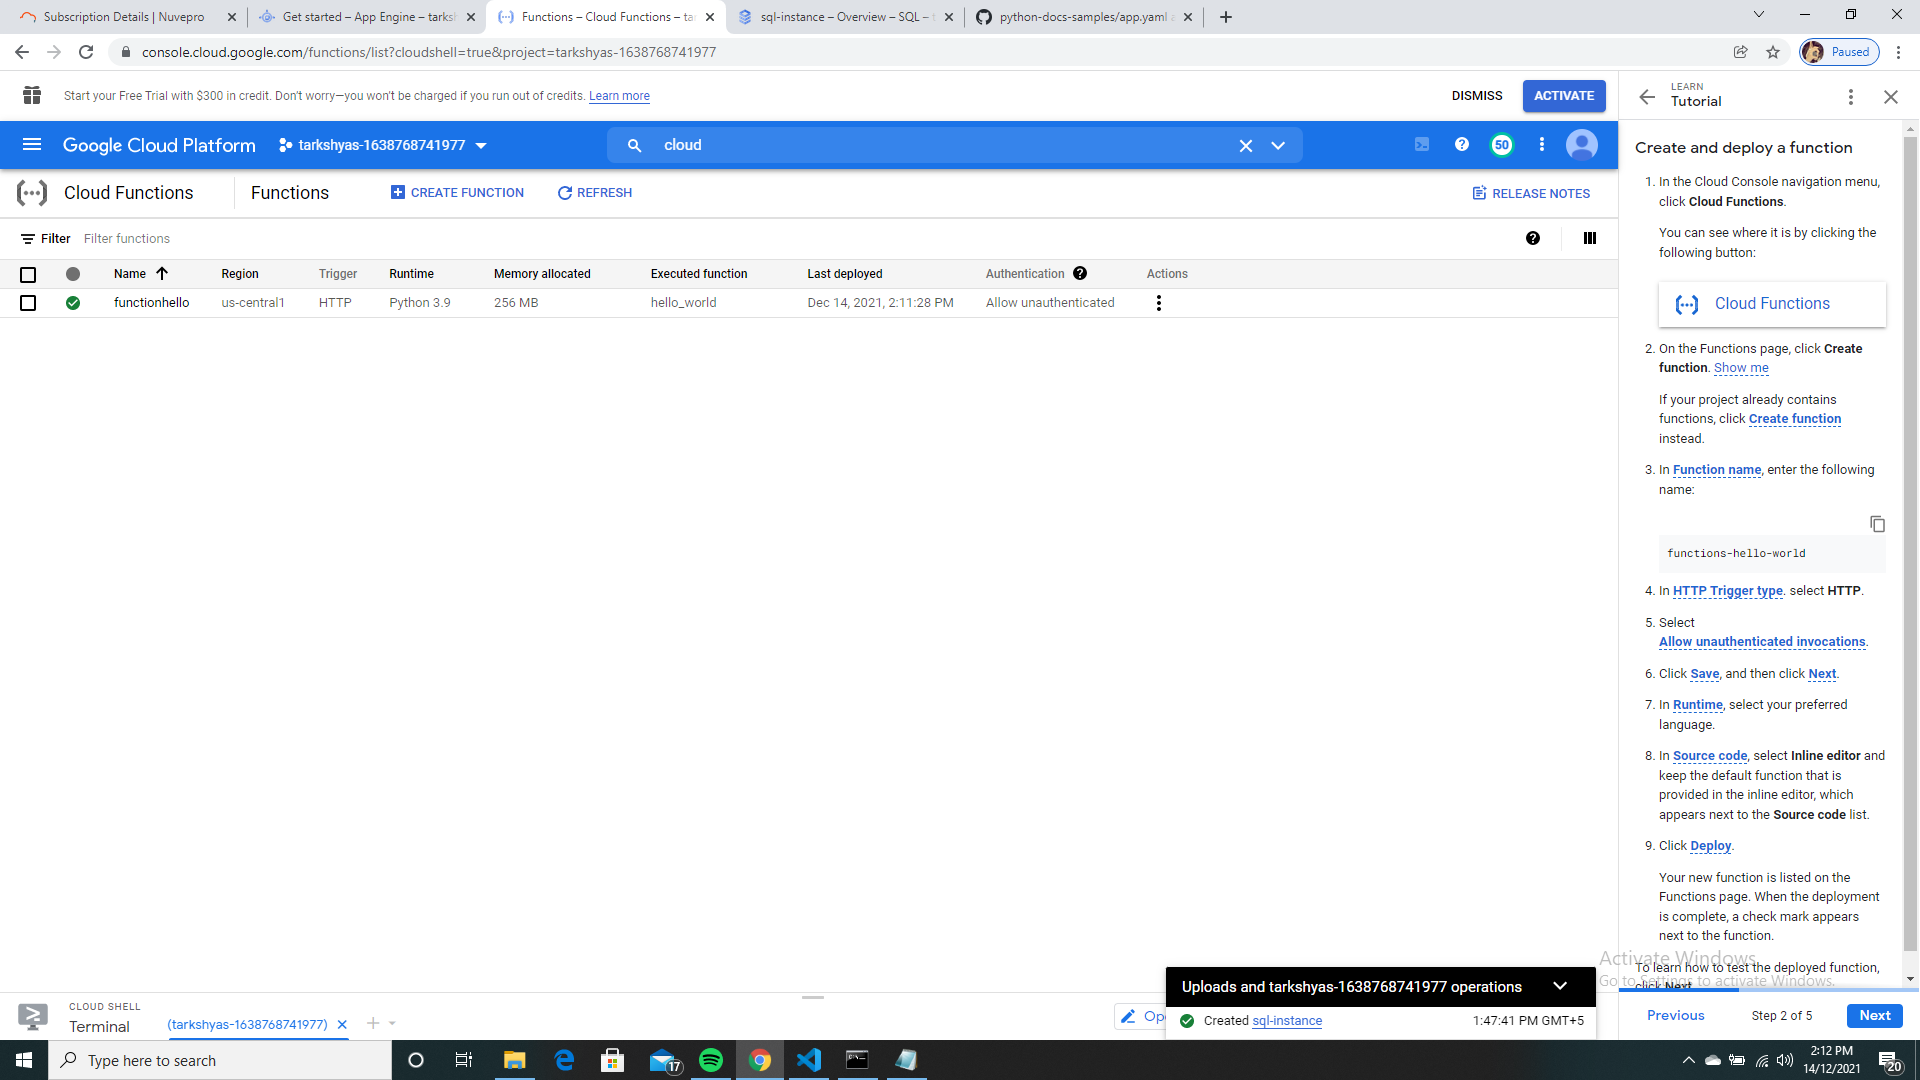 Subscription Details | Nuvepro
Get started – App Engine – tarksh
Functions – Cloud Functions – tar
sql-instance – Overview – SQL – t
python-docs-samples/app.yaml a
console.cloud.google.com/functions/list?cloudshell=true&project=tarkshyas-1638768741977
Paused
Start your Free Trial with $300 in credit. Don't worry—you won't be charged if you run out of credits. Learn more
DISMISS
ACTIVATE
Google Cloud Platform
tarkshyas-1638768741977
cloud
50
Cloud Functions
Functions
CREATE FUNCTION
REFRESH
RELEASE NOTES
Filter
Filter functions
Name
Region
Trigger
Runtime
Memory allocated
Executed function
Last deployed
Authentication
Actions
functionhello
us-central1
HTTP
Python 3.9
256 MB
hello_world
Dec 14, 2021, 2:11:28 PM
Allow unauthenticated
LEARN
Tutorial
Create and deploy a function
1. In the Cloud Console navigation menu,
click Cloud Functions.
You can see where it is by clicking the
following button:
Cloud Functions
2. On the Functions page, click Create
function. Show me
If your project already contains
functions, click Create function
instead.
3. In Function name, enter the following
name:
functions-hello-world
4. In HTTP Trigger type. select HTTP.
5. Select
Allow unauthenticated invocations.
6. Click Save, and then click Next.
7. In Runtime, select your preferred
language.
8. In Source code, select Inline editor and
keep the default function that is
provided in the inline editor, which
appears next to the Source code list.
9. Click Deploy.
Your new function is listed on the
Functions page. When the deployment
is complete, a check mark appears
next to the function.
To learn how to test the deployed function,
click Next.
Activate Windows
Go to Settings to activate Windows.
Previous
Step 2 of 5
Next
CLOUD SHELL
Terminal
(tarkshyas-1638768741977)
Uploads and tarkshyas-1638768741977 operations
Created sql-instance
1:47:41 PM GMT+5
Type here to search
17
2:12 PM
14/12/2021
20